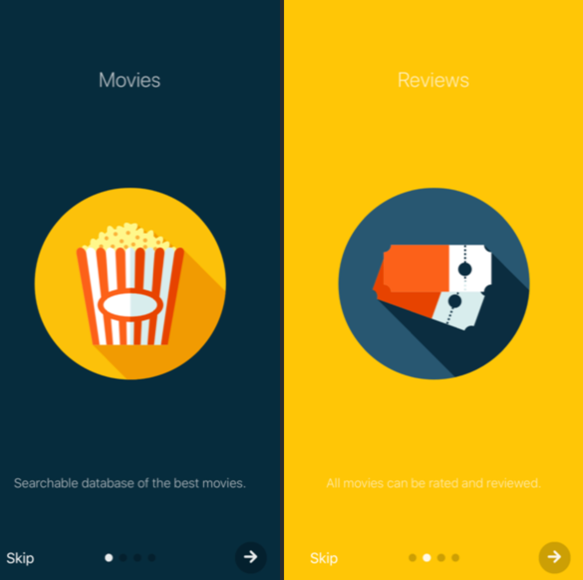 Movies
Searchable database of the best movies.
Skip
Reviews
All movies can be rated and reviewed.
Skip